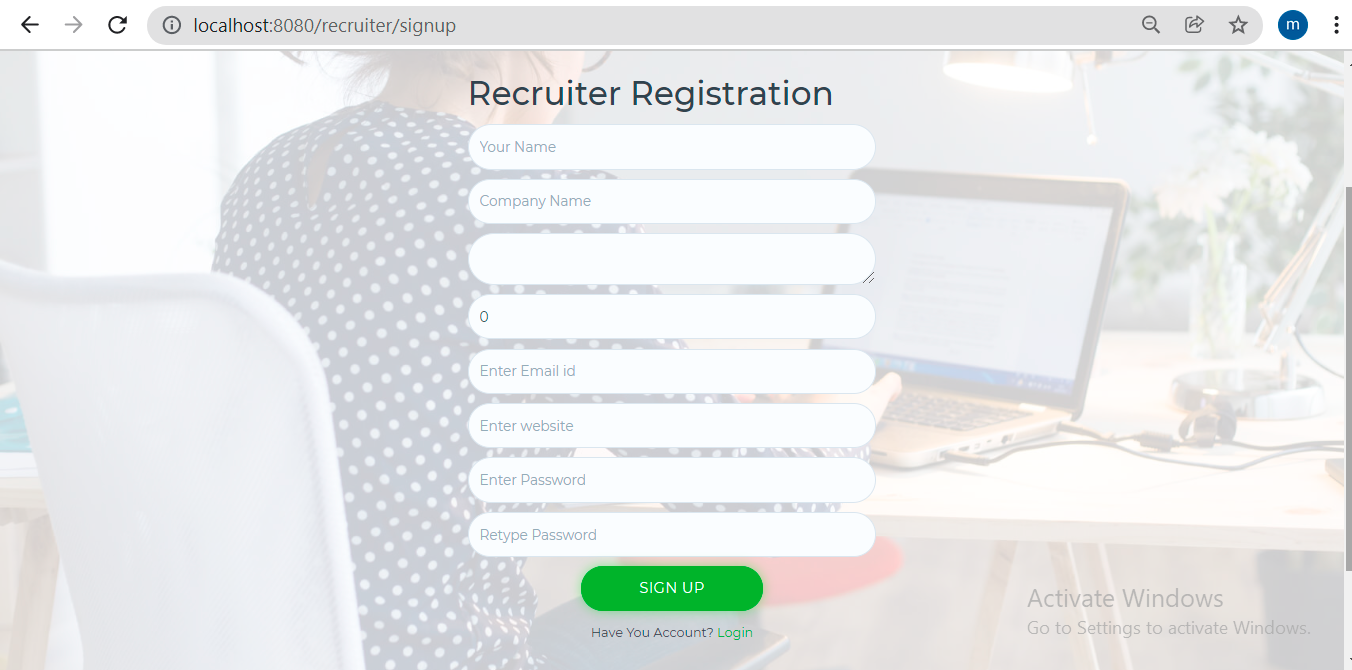 localhost:8080/recruiter/signup
m
Recruiter Registration
Your Name
Company Name
0
Enter Email id
Enter website
Enter Password
Retype Password
SIGN UP
Have You Account? Login
Activate Windows
Go to Settings to activate Windows.